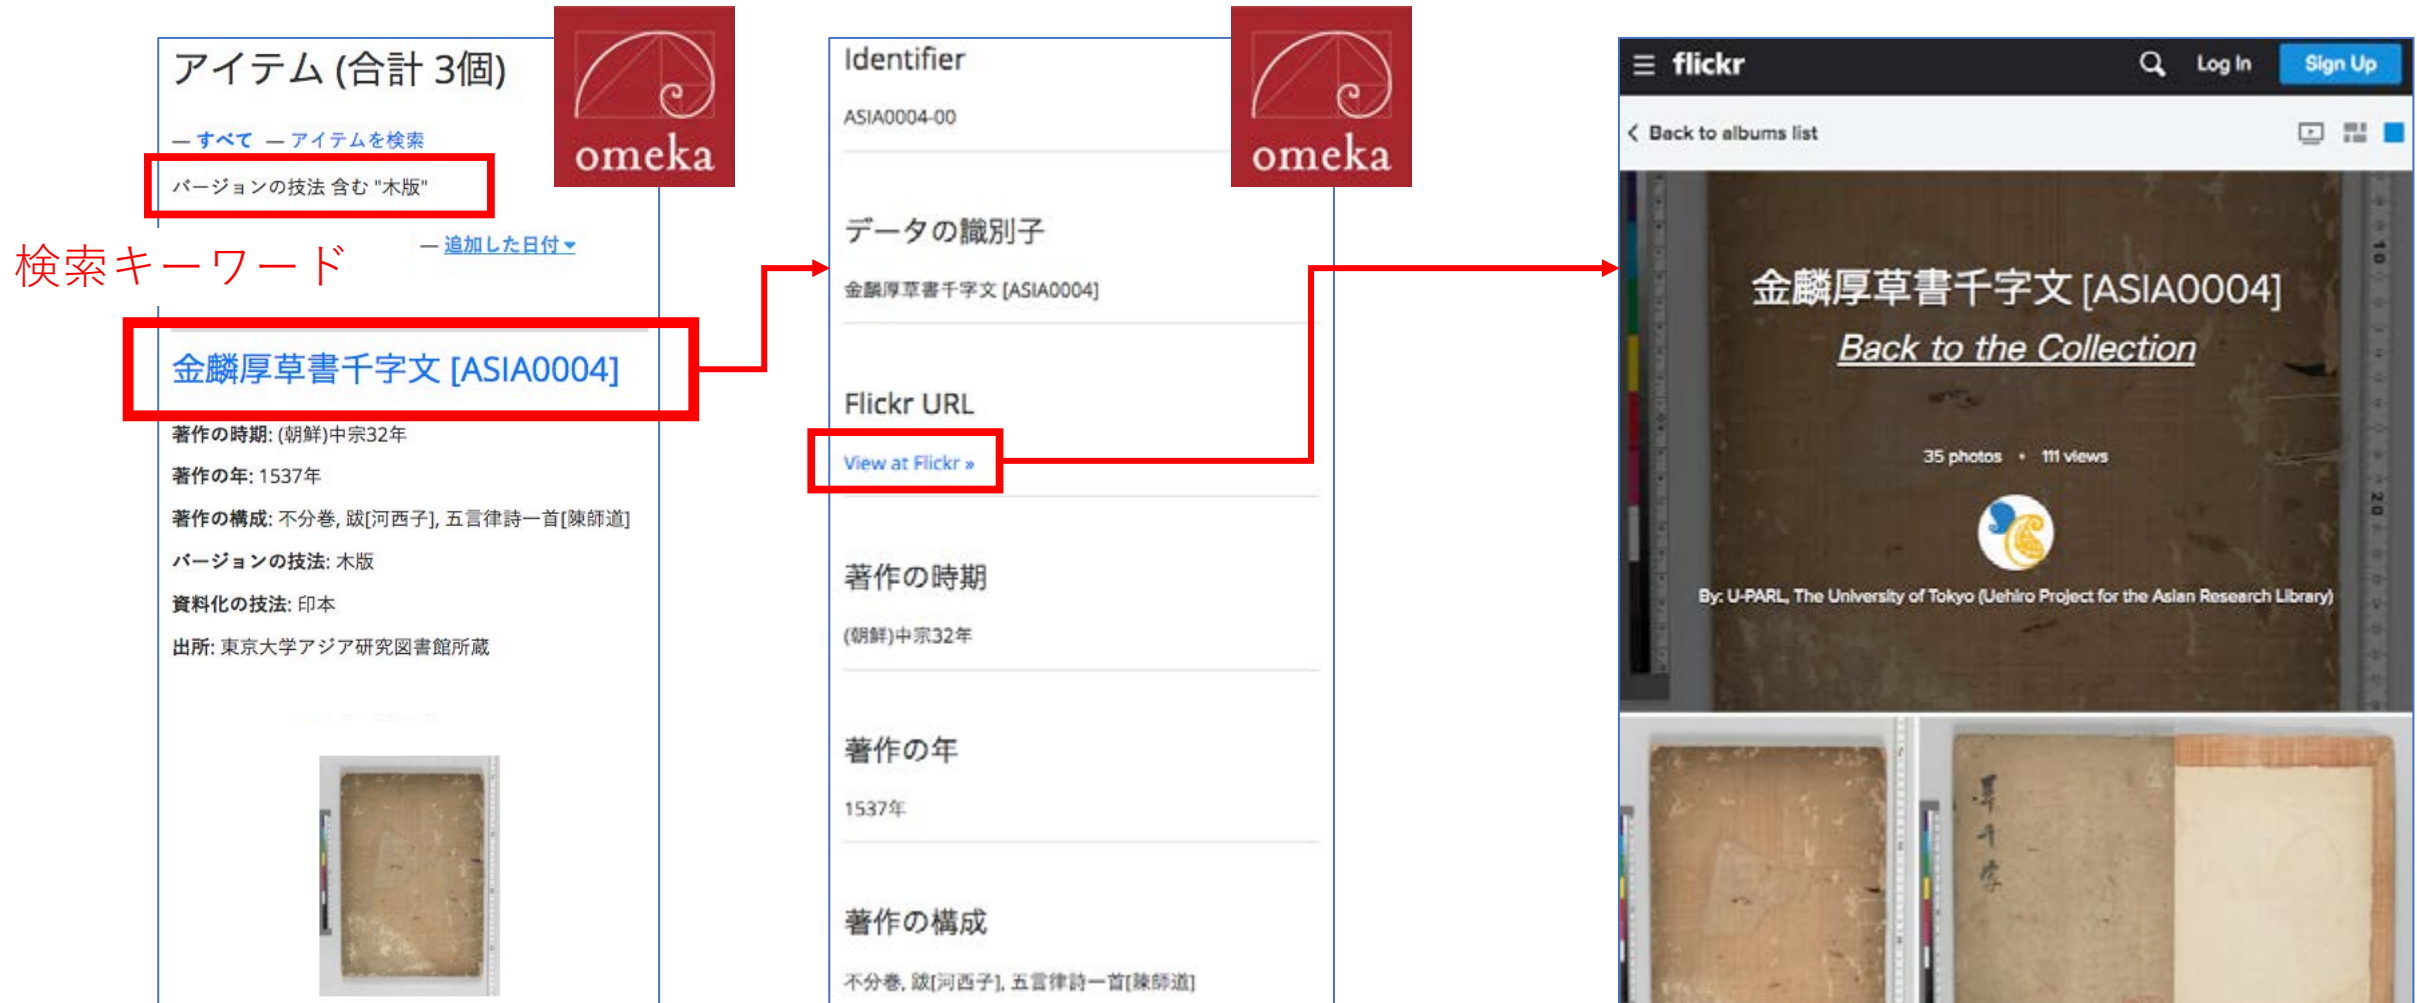 アイテム (合計 3個)
— すべて — アイテムを検索
バージョンの技法 含む "木版"
検索キーワード
— 追加した日付
金麟厚草書千字文 [ASIA0004]
著作の時期: (朝鮮)中宗32年
著作の年: 1537年
著作の構成: 不分巻, 跋[河西子], 五言律詩一首[陳師道]
バージョンの技法: 木版
資料化の技法: 印本
出所: 東京大学アジア研究図書館所蔵
omeka
Identifier
ASIA0004-00
データの識別子
金麟厚草書千字文 [ASIA0004]
Flickr URL
View at Flickr »
著作の時期
(朝鮮)中宗32年
著作の年
1537年
著作の構成
不分巻, 跋[河西子], 五言律詩一首[陳師道]
omeka
flickr
Log In
Sign Up
Back to albums list
金麟厚草書千字文 [ASIA0004]
Back to the Collection
35 photos • 111 views
By: U-PARL, The University of Tokyo (Uehiro Project for the Asian Research Library)
10
20